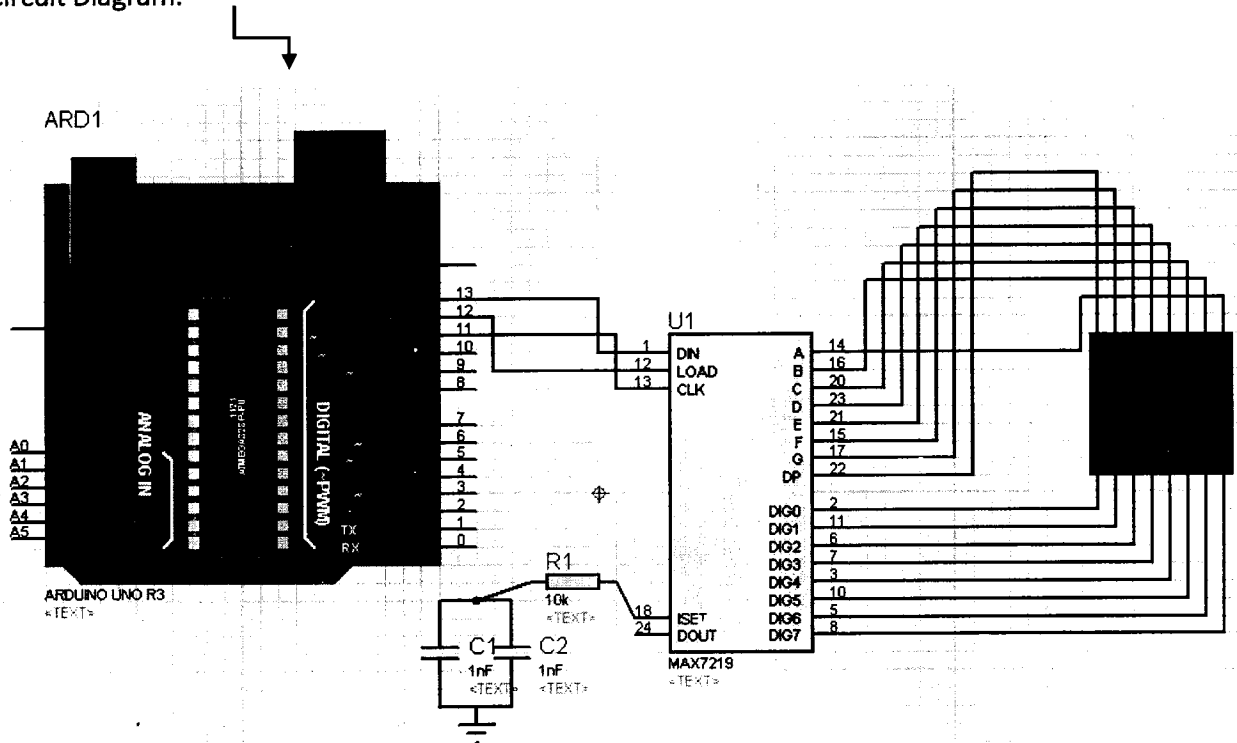 Circuit Diagram:
ARD1
13
12
11
10
9
8
7
6
5
4
3
2
1
0
TX
RX
DIGITAL (~PWM)
ANALOG IN
A0
A1
A2
A3
A4
A5
ARDUINO UNO R3
<TEXT>
R1
10k
<TEXT>
C1
1nF
<TEXT>
C2
1nF
<TEXT>
U1
1 DIN
12 LOAD
13 CLK
18 ISET
24 DOUT
A 14
B 16
C 20
D 23
E 21
F 15
G 17
DP 22
DIG0 2
DIG1 11
DIG2 6
DIG3 7
DIG4 3
DIG5 10
DIG6 5
DIG7 8
MAX7219
<TEXT>